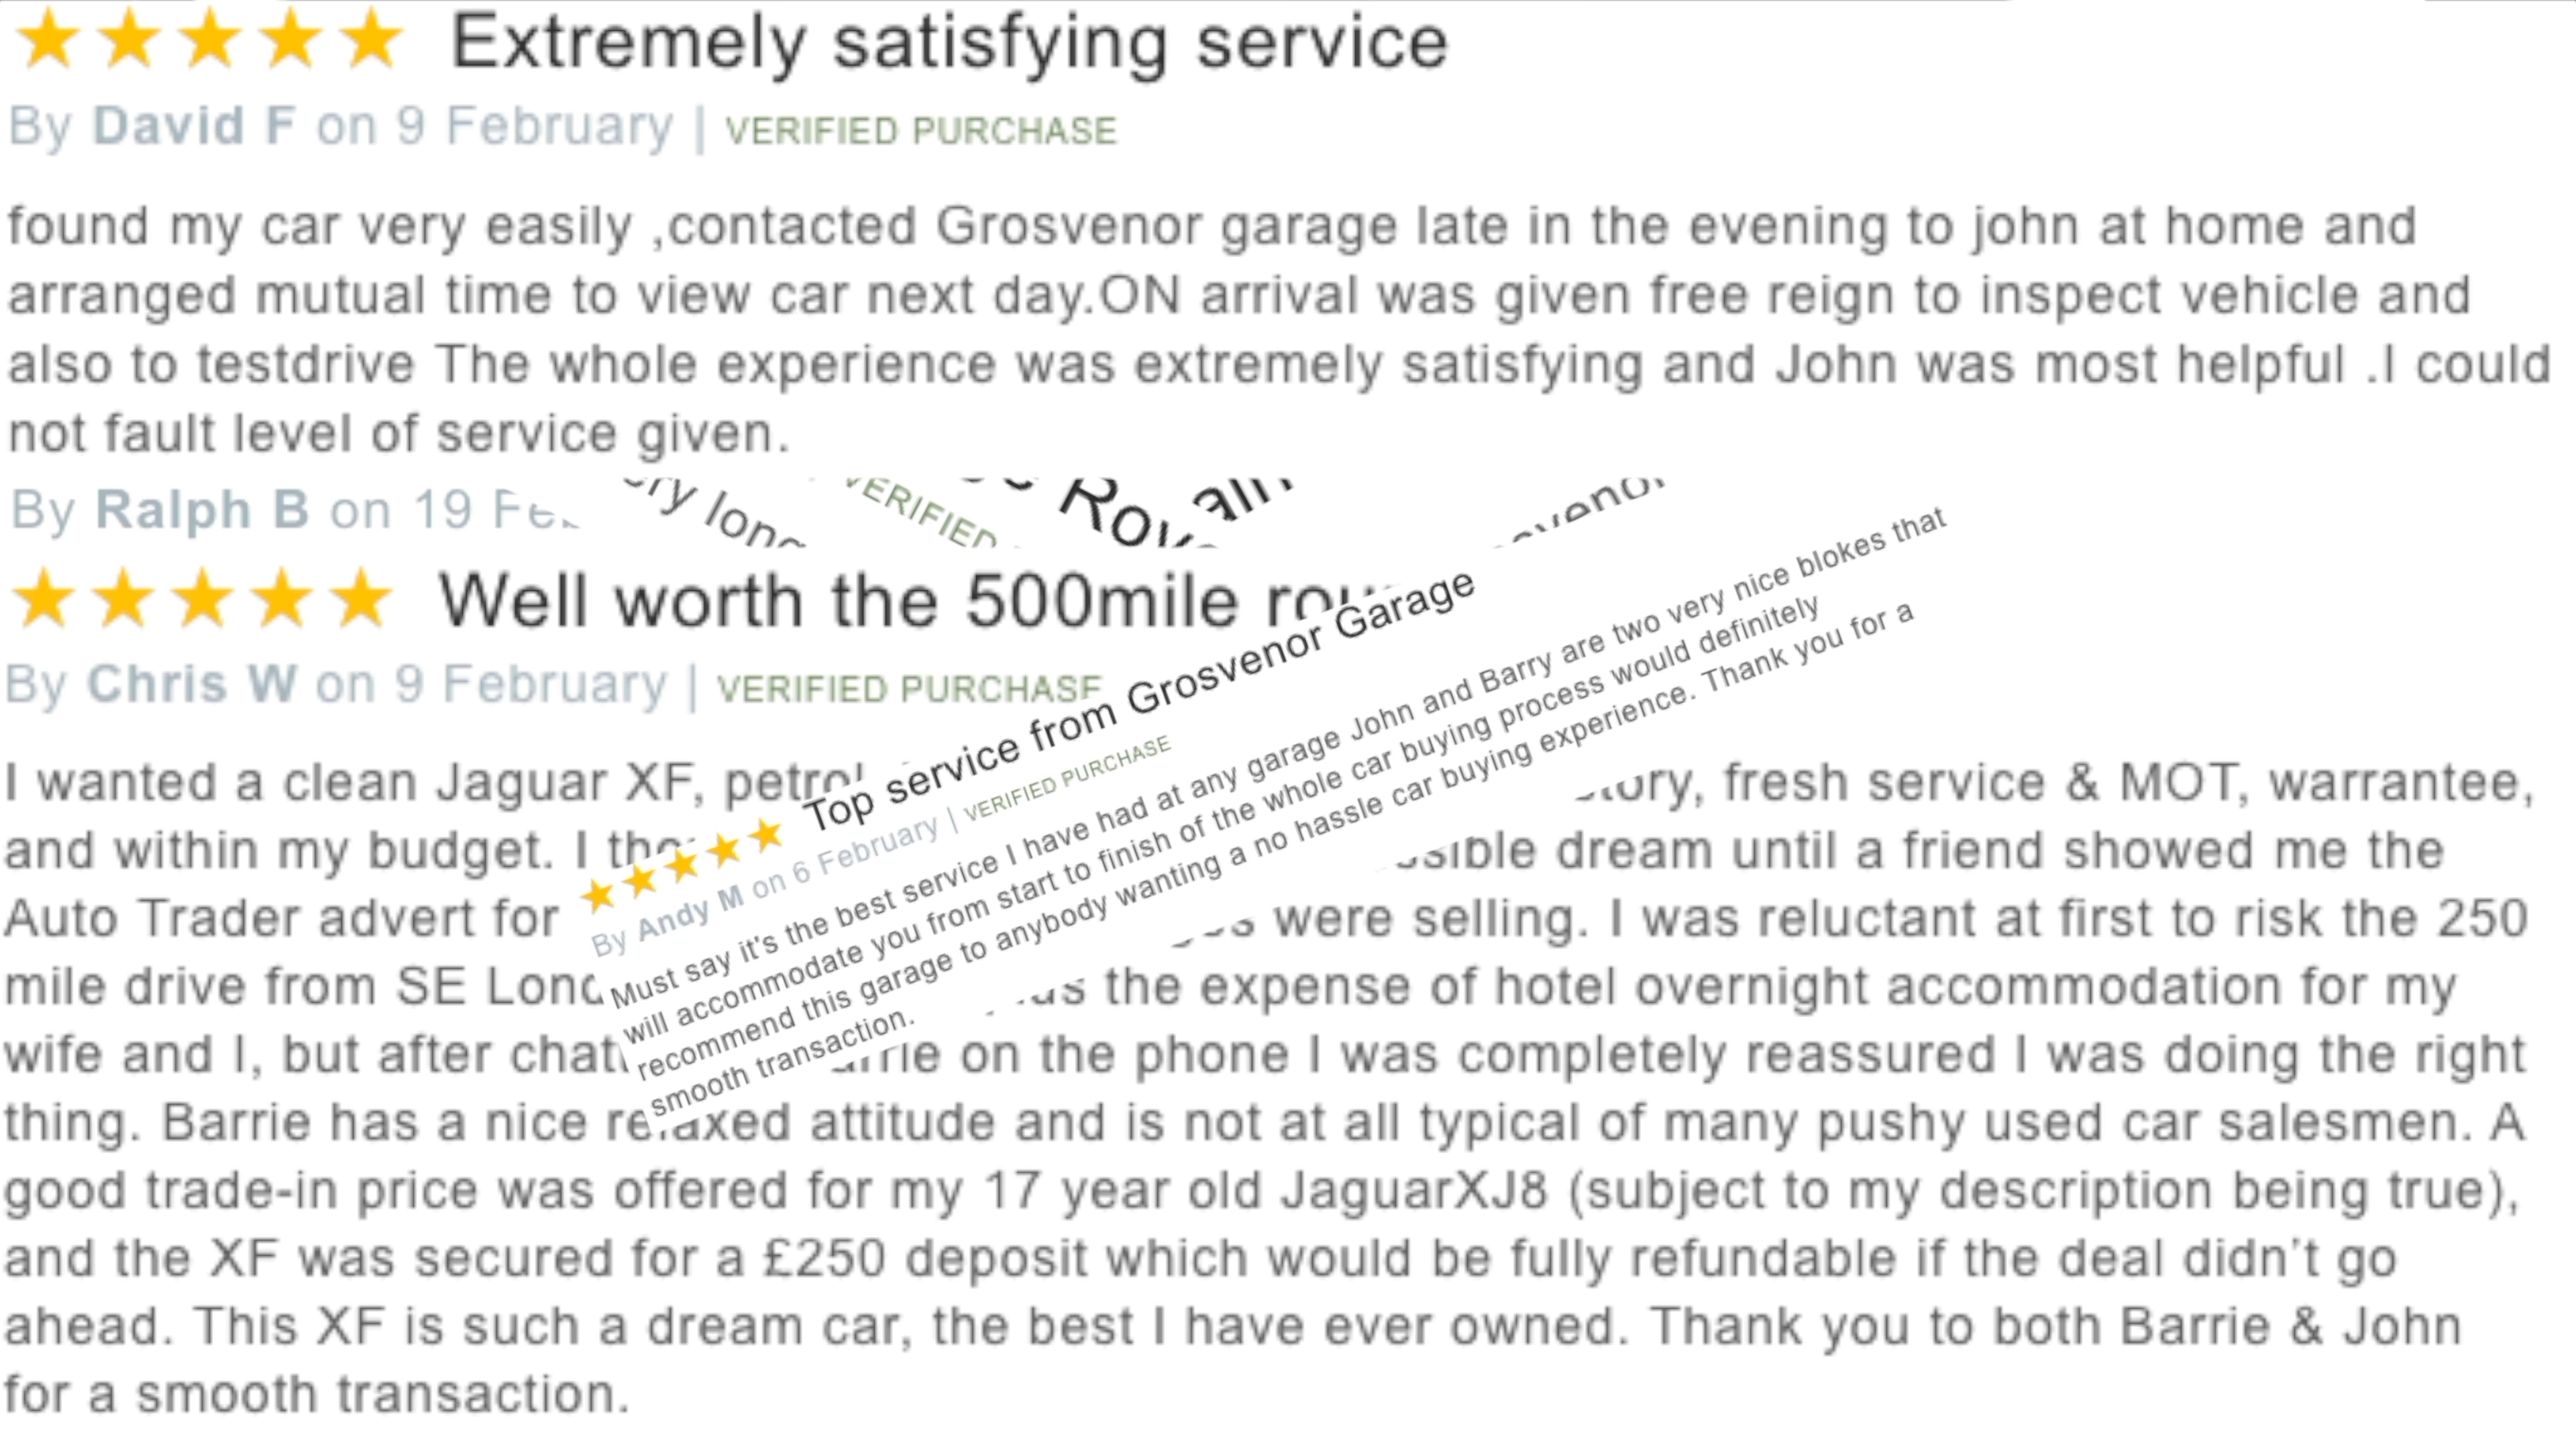 Extremely satisfying service
By David F on 9 February | VERIFIED PURCHASE
found my car very easily ,contacted Grosvenor garage late in the evening to john at home and
arranged mutual time to view car next day.ON arrival was given free reign to inspect vehicle and
also to testdrive The whole experience was extremely satisfying and John was most helpful .I could
not fault level of service given.
By Ralph B on 19
VERIFIED
Well worth the 500mile
By Chris W on 9 February | VERIFIED PURCHASE
I wanted a clean Jaguar XF, petrol fresh service & MOT, warrantee,
and within my budget. I dream until a friend showed me the
Auto Trader advert for were selling. I was reluctant at first to risk the 250
mile drive from SE the expense of hotel overnight accommodation for my
wife and I, but after on the phone I was completely reassured I was doing the right
thing. Barrie has a nice relaxed attitude and is not at all typical of many pushy used car salesmen. A
good trade-in price was offered for my 17 year old JaguarXJ8 (subject to my description being true),
and the XF was secured for a £250 deposit which would be fully refundable if the deal didn't go
ahead. This XF is such a dream car, the best I have ever owned. Thank you to both Barrie & John
for a smooth transaction.
Top service from Grosvenor Garage
By Andy M on 6 February | VERIFIED PURCHASE
Must say it's the best service I have had at any garage John and Barry are two very nice blokes that
will accommodate you from start to finish of the whole car buying process would definitely
recommend this garage to anybody wanting a no hassle car buying experience. Thank you for a
smooth transaction.